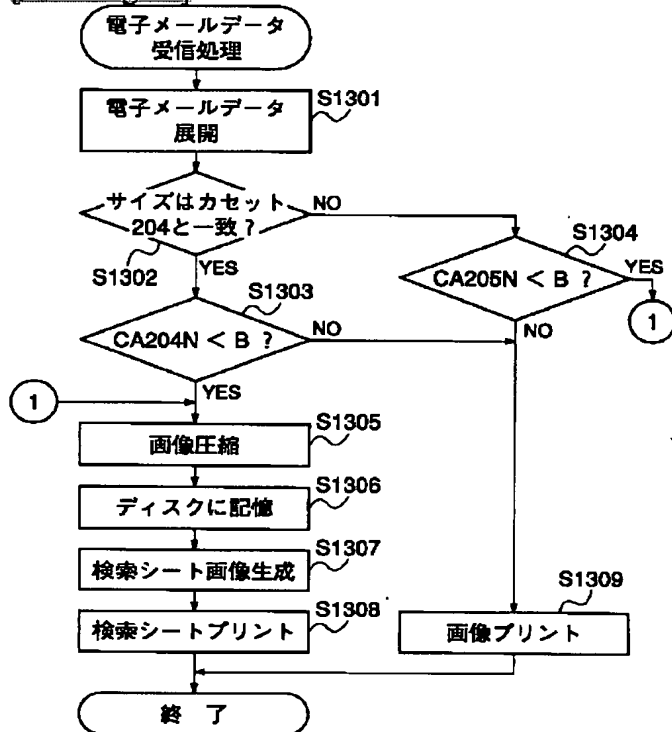 電子メールデータ
受信処理
電子メールデータ
展開
S1301
サイズはカセット
204と一致?
NO
S1302
YES
S1304
CA205N < B ?
YES
1
NO
S1303
CA204N < B ?
NO
YES
1
画像圧縮
S1305
ディスクに記憶
S1306
検索シート画像生成
S1307
検索シートプリント
S1308
画像プリント
S1309
終 了